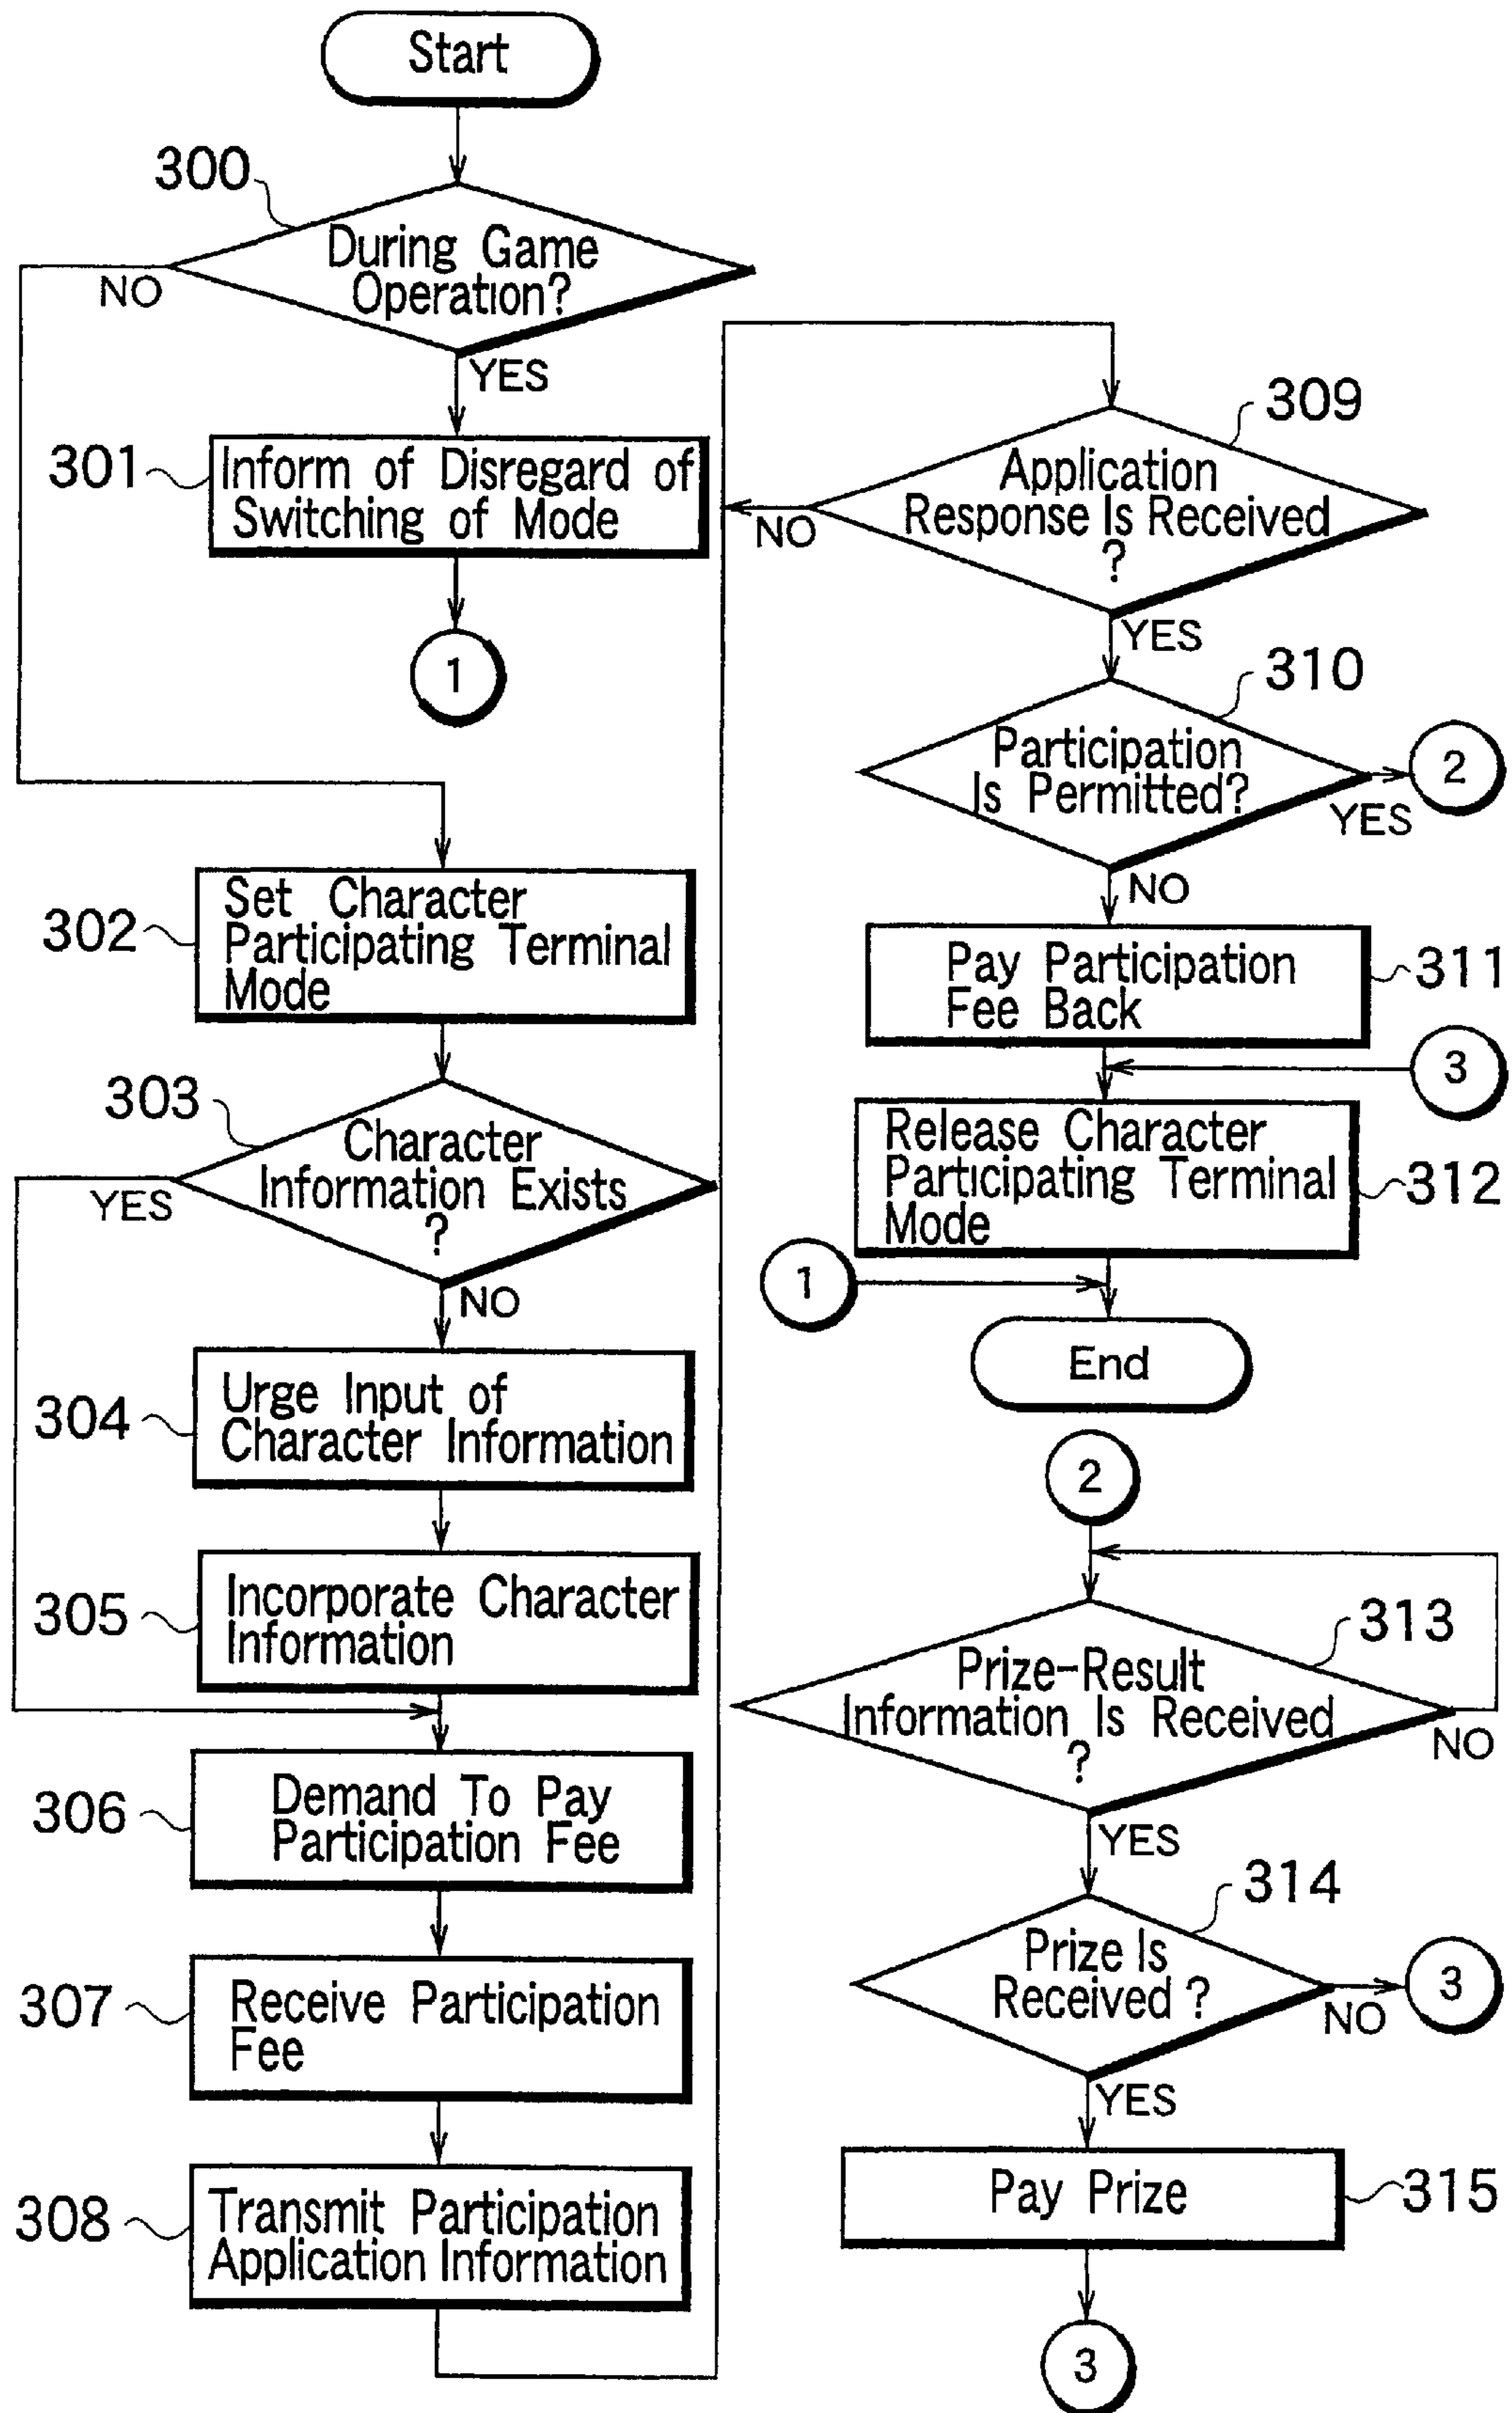 Start
300
During Game
Operation?
NO
YES
301
Inform of Disregard of
Switching of Mode
1
302
Set Character
Participating Terminal
Mode
303
Character
Information Exists
?
YES
NO
304
Urge Input of
Character Information
305
Incorporate Character
Information
306
Demand To Pay
Participation Fee
307
Receive Participation
Fee
308
Transmit Participation
Application Information
309
Application
Response Is Received
?
NO
YES
310
Participation
Is Permitted?
2
YES
NO
Pay Participation
Fee Back
311
3
Release Character
Participating Terminal
Mode
312
1
End
2
313
Prize-Result
Information Is Received
?
NO
YES
314
Prize Is
Received ?
3
NO
YES
Pay Prize
315
3